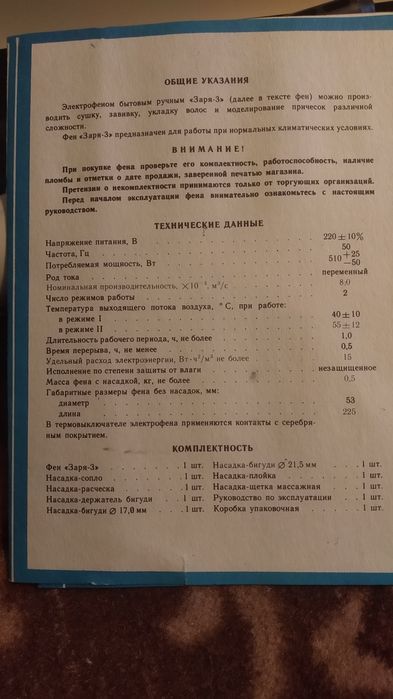 ОБЩИЕ УКАЗАНИЯ
Электрофеном бытовым ручным «Заря-3» (далее в тексте фен) можно произ-
водить сушку, завивку, укладку волос и моделирование причесок различной
сложности.
Фен «Заря-3» предназначен для работы при нормальных климатических условиях.
ВНИМАНИЕ!
При покупке фена проверьте его комплектность, работоспособность, наличие
пломбы и отметки о дате продажи, заверенной печатью магазина.
Претензии о некомплектности принимаются только от торгующих организаций.
Перед началом эксплуатации фена внимательно ознакомьтесь с настоящим
руководством.
ТЕХНИЧЕСКИЕ ДАННЫЕ
Напряжение питания, В 220±10%
Частота, Гц 50
Потребляемая мощность, Вт 510 +25 −50
Род тока переменный
Номинальная производительность, ×10 м³/с 8,0
Число режимов работы 2
Температура выходящего потока воздуха, °С, при работе:
в режиме I 40±10
в режиме II 55±12
Длительность рабочего периода, ч, не более 1,0
Время перерыва, ч, не менее 0,5
Удельный расход электроэнергии, Вт·ч³/м³ не более 15
Исполнение по степени защиты от влаги незащищенное
Масса фена с насадкой, кг, не более 0,5
Габаритные размеры фена без насадок, мм:
диаметр 53
длина 225
В термовыключателе электрофена применяются контакты с серебря-
ным покрытием.
КОМПЛЕКТНОСТЬ
Фен «Заря-3» . . . . 1 шт.
Насадка-сопло . . . . 1 шт.
Насадка-расческа . . . . 1 шт.
Насадка-держатель бигуди . 1 шт.
Насадка-бигуди ⌀ 17,0 мм . . 1 шт.
Насадка-бигуди ⌀ 21,5 мм . . . 1 шт.
Насадка-плойка . . . . 1 шт.
Насадка-щетка массажная . . . 1 шт.
Руководство по эксплуатации . . 1 шт.
Коробка упаковочная . . . . 1 шт.